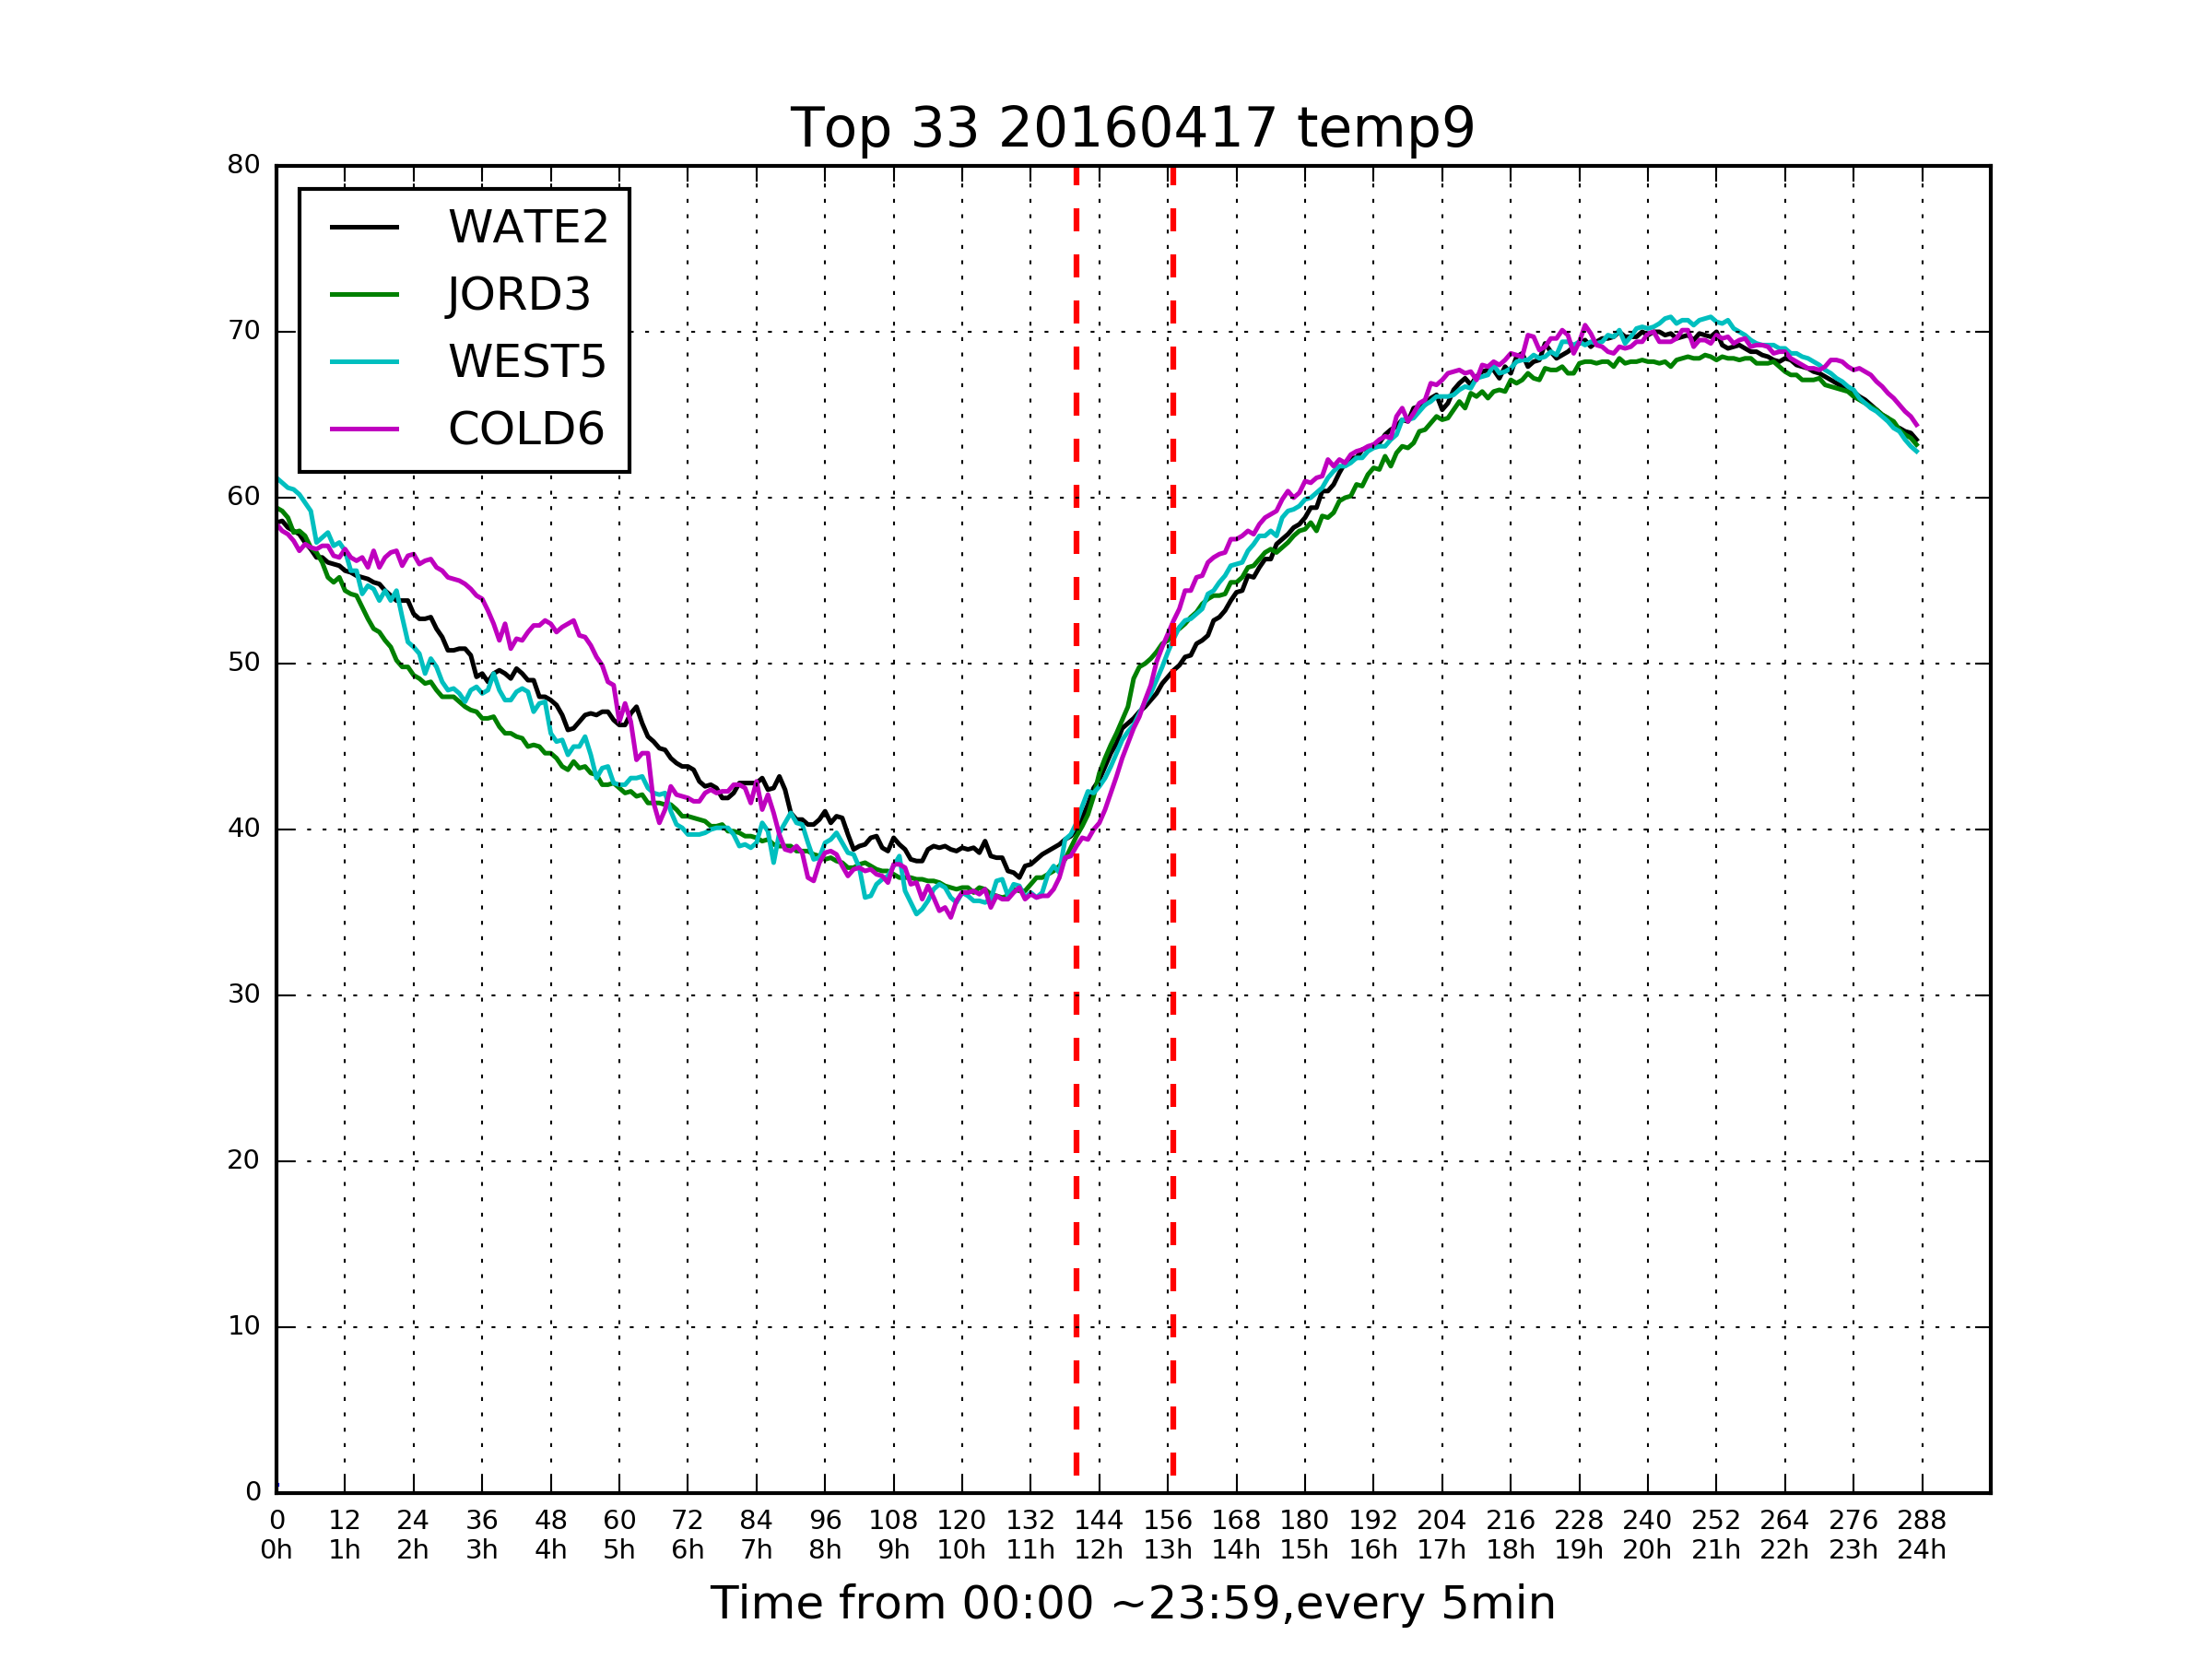 Top 33 20160417 temp9
80
70
60
50
40
30
20
10
0
WATE2
JORD3
WEST5
COLD6
0 12 24 36 48 60 72 84 96 108 120 132 144 156 168 180 192 204 216 228 240 252 264 276 288
0h 1h 2h 3h 4h 5h 6h 7h 8h 9h 10h 11h 12h 13h 14h 15h 16h 17h 18h 19h 20h 21h 22h 23h 24h
Time from 00:00 ~23:59,every 5min